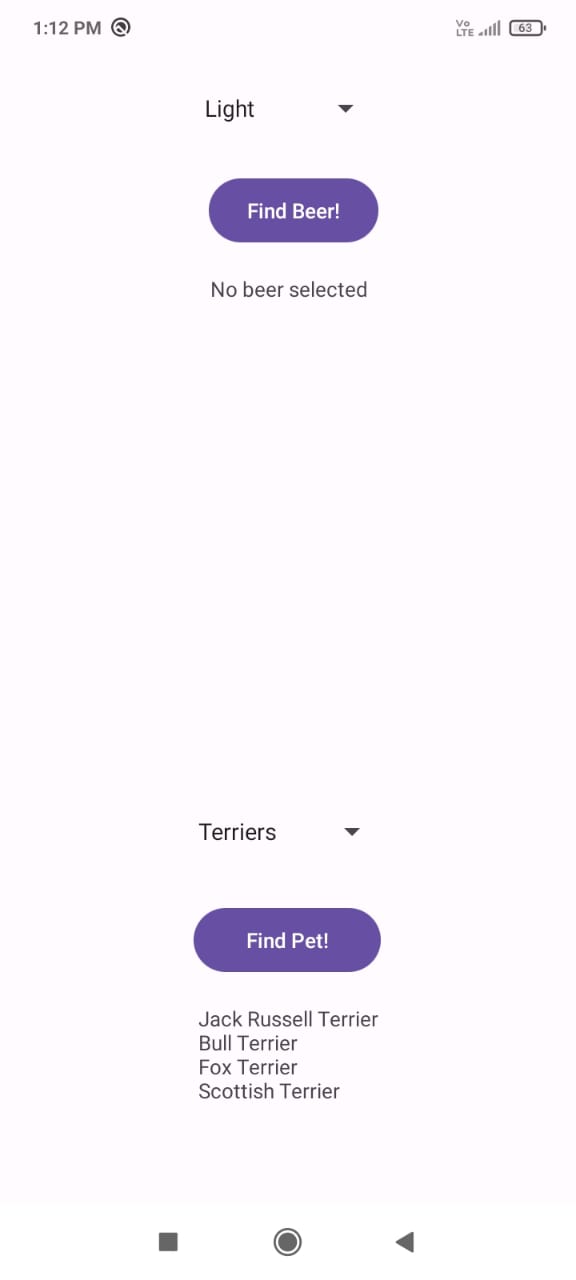 1:12 PM
Vo
LTE
63
Light
Find Beer!
No beer selected
Terriers
Find Pet!
Jack Russell Terrier
Bull Terrier
Fox Terrier
Scottish Terrier